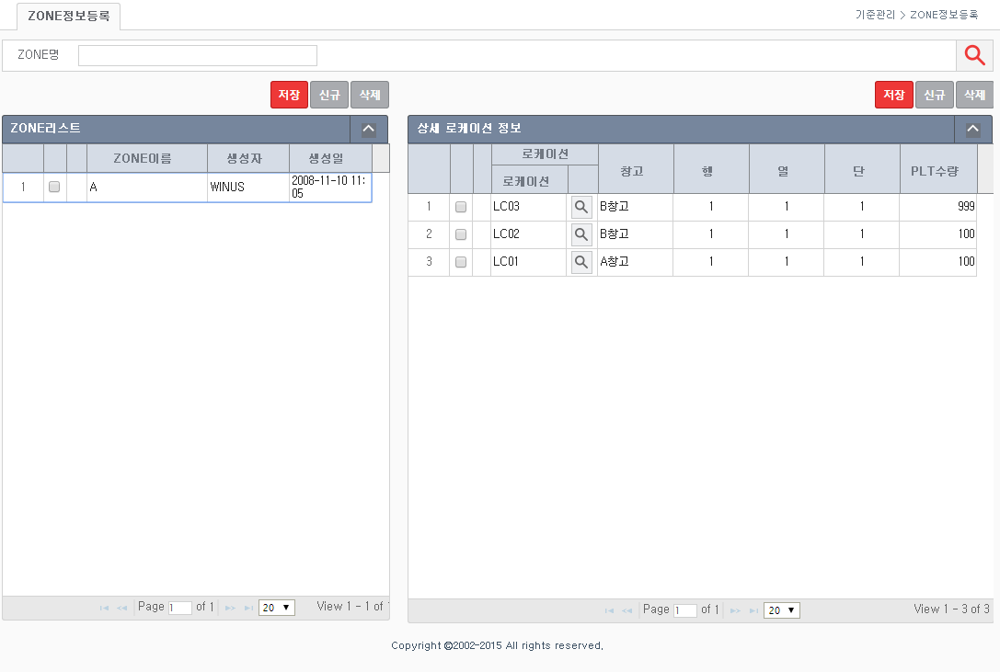 ZONE정보등록
기준관리 > ZONE정보등록
ZONE명
저장 신규 삭제
저장 신규 삭제
ZONE리스트
ZONE이름 생성자 생성일
1 A WINUS 2008-11-10 11:
05
Page 1 of 1 20 View 1 - 1 of
상세 로케이션 정보
로케이션
로케이션 창고 행 열 단 PLT수량
1 LC03 B창고 1 1 1 999
2 LC02 B창고 1 1 1 100
3 LC01 A창고 1 1 1 100
Page 1 of 1 20 View 1 - 3 of 3
Copyright ©2002-2015 All rights reserved.